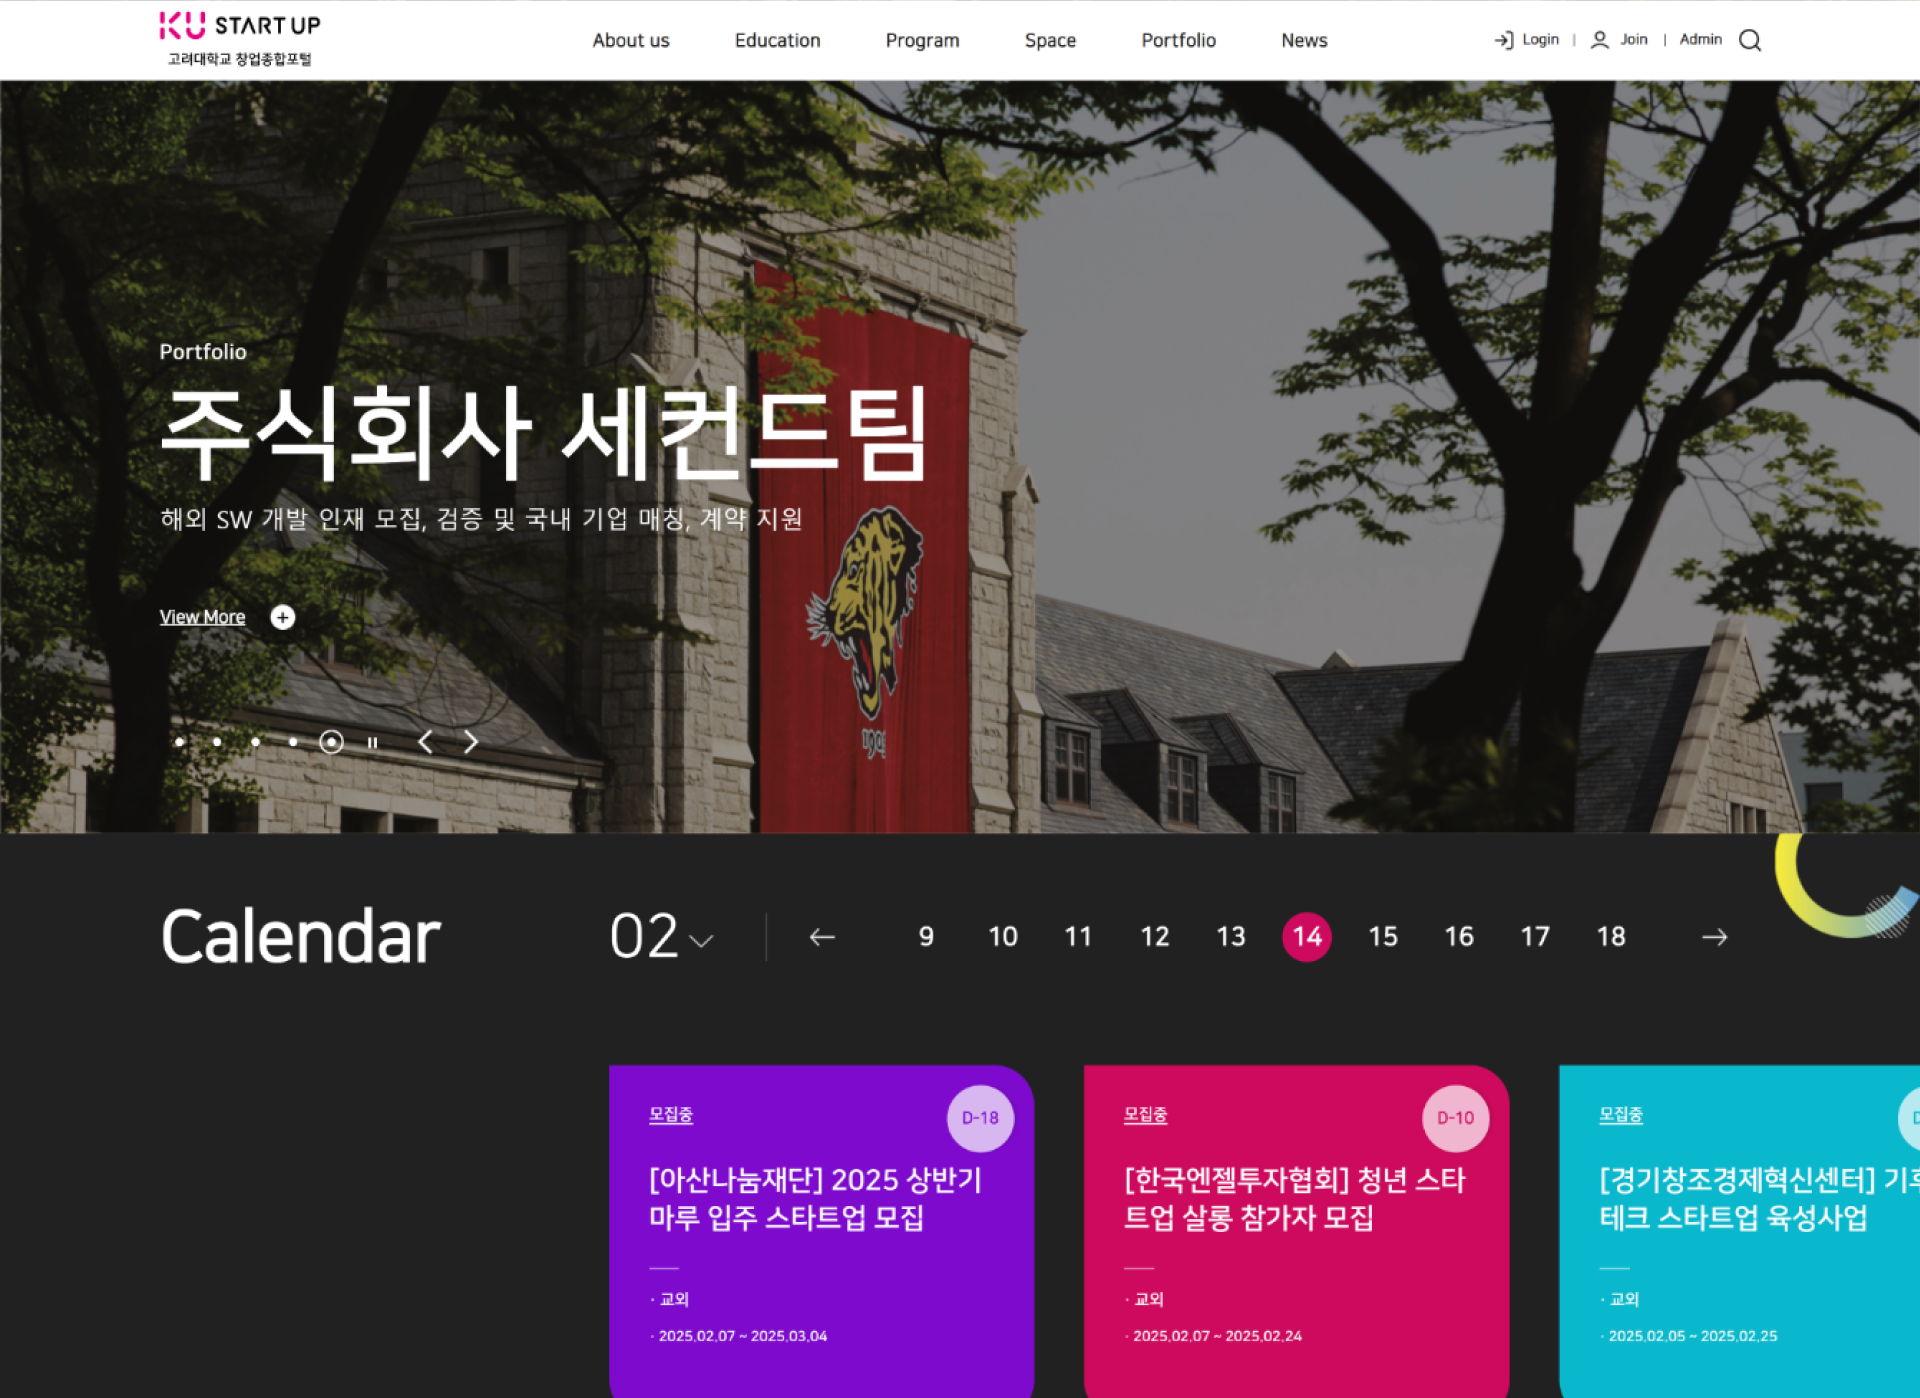 KU START UP
고려대학교 창업종합포털
About us
Education
Program
Space
Portfolio
News
Login | Join | Admin
Portfolio
주식회사 세컨드팀
해외 SW 개발 인재 모집, 검증 및 국내 기업 매칭, 계약 지원
View More
Calendar
02
9 10 11 12 13 14 15 16 17 18
모집중
D-18
[아산나눔재단] 2025 상반기
마루 입주 스타트업 모집
· 교외
· 2025.02.07 ~ 2025.03.04
모집중
D-10
[한국엔젤투자협회] 청년 스타
트업 살롱 참가자 모집
· 교외
· 2025.02.07 ~ 2025.02.24
모집중
[경기창조경제혁신센터]
테크 스타트업 육성사업
· 교외
· 2025.02.05 ~ 2025.02.25